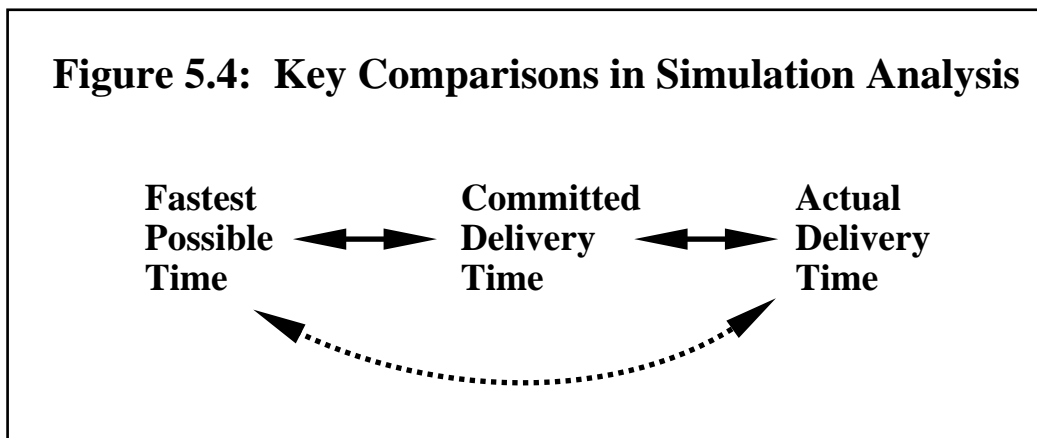 Figure 5.4: Key Comparisons in Simulation Analysis
Fastest
Possible
Time
Committed
Delivery
Time
Actual
Delivery
Time